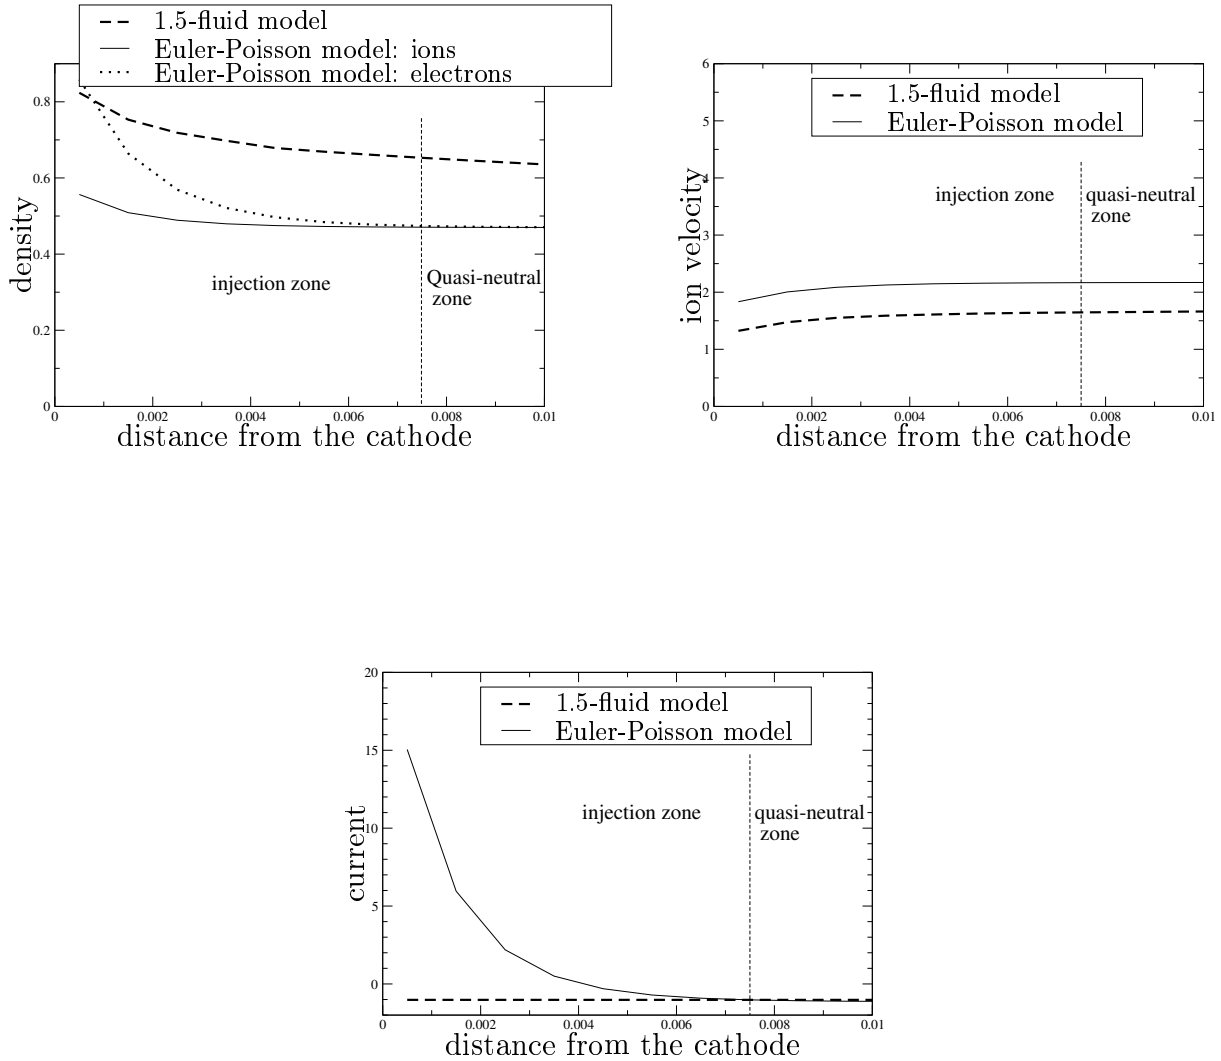 1.5-fluid model
Euler-Poisson model: ions
Euler-Poisson model: electrons
0.8
0.6
0.4
0.2
0
density
injection zone
Quasi-neutral
zone
0
0.002
0.004
0.006
0.008
0.01
distance from the cathode
6
5
4
3
2
1
0
ion velocity
1.5-fluid model
Euler-Poisson model
injection zone
quasi-neutral
zone
0.002
0.004
0.006
0.008
0.01
distance from the cathode
20
15
10
5
0
current
1.5-fluid model
Euler-Poisson model
injection zone
quasi-neutral
zone
0
0.002
0.004
0.006
0.008
0.01
distance from the cathode